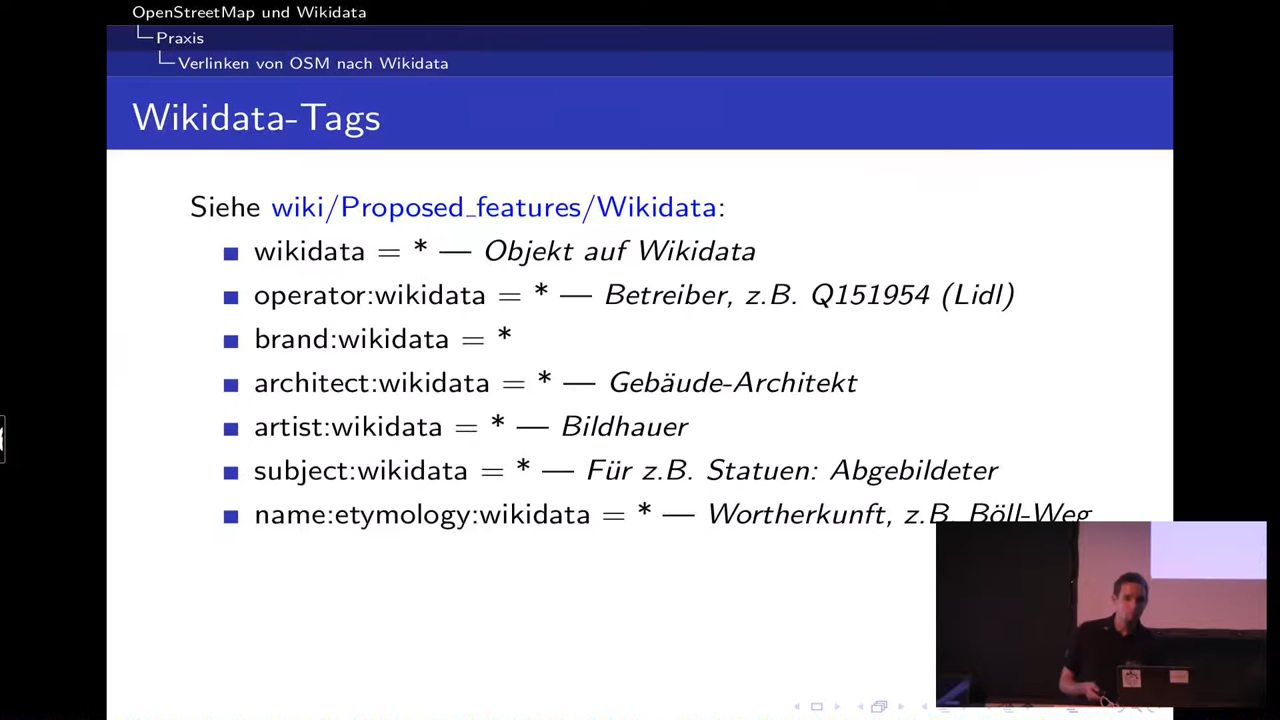 OpenStreetMap und Wikidata
Praxis
Verlinken von OSM nach Wikidata
Wikidata-Tags
Siehe wiki/Proposed_features/Wikidata:
wikidata = * — Objekt auf Wikidata
operator:wikidata = * — Betreiber, z.B. Q151954 (Lidl)
brand:wikidata = *
architect:wikidata = * — Gebäude-Architekt
artist:wikidata = * — Bildhauer
subject:wikidata = * — Für z.B. Statuen: Abgebildeter
name:etymology:wikidata = * — Wortherkunft, z.B. Böll-Weg